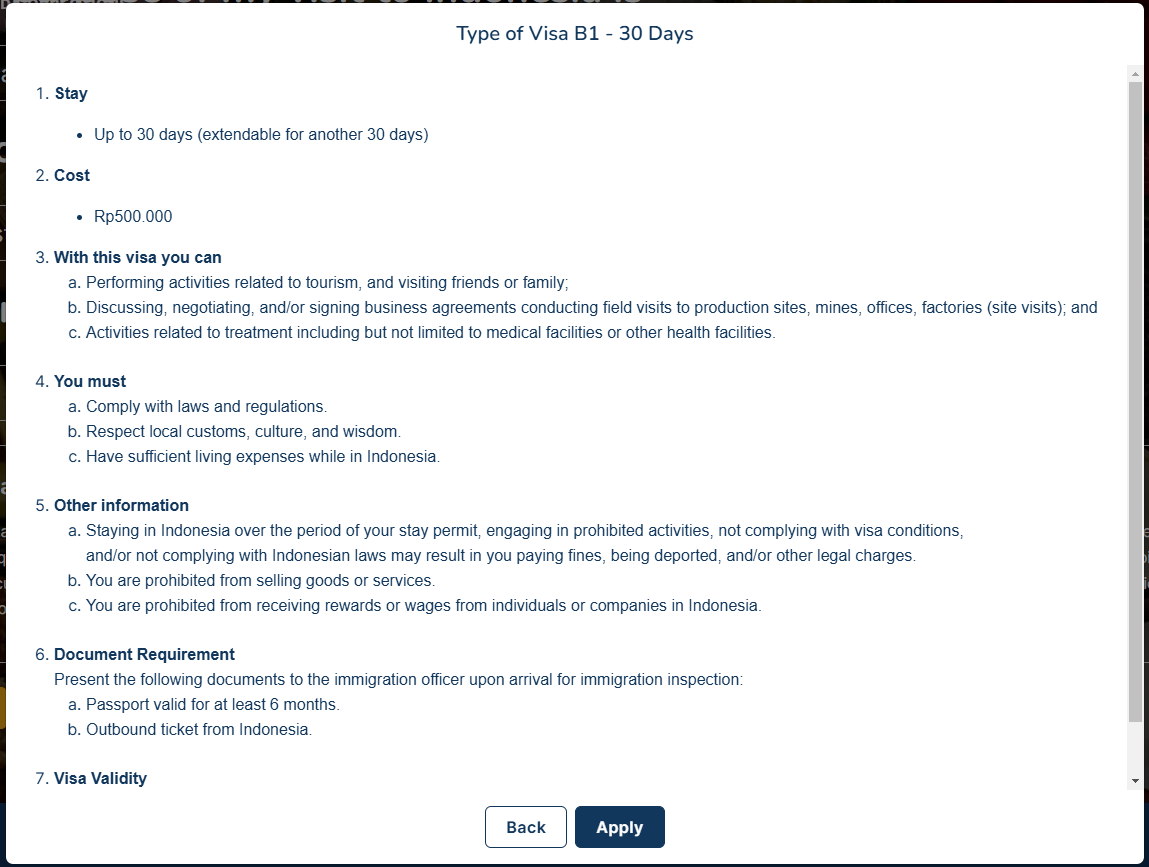 Type of Visa B1 - 30 Days
1. Stay
• Up to 30 days (extendable for another 30 days)
2. Cost
• Rp500.000
3. With this visa you can
a. Performing activities related to tourism, and visiting friends or family;
b. Discussing, negotiating, and/or signing business agreements conducting field visits to production sites, mines, offices, factories (site visits); and
c. Activities related to treatment including but not limited to medical facilities or other health facilities.
4. You must
a. Comply with laws and regulations.
b. Respect local customs, culture, and wisdom.
c. Have sufficient living expenses while in Indonesia.
5. Other information
a. Staying in Indonesia over the period of your stay permit, engaging in prohibited activities, not complying with visa conditions,
and/or not complying with Indonesian laws may result in you paying fines, being deported, and/or other legal charges.
b. You are prohibited from selling goods or services.
c. You are prohibited from receiving rewards or wages from individuals or companies in Indonesia.
6. Document Requirement
Present the following documents to the immigration officer upon arrival for immigration inspection:
a. Passport valid for at least 6 months.
b. Outbound ticket from Indonesia.
7. Visa Validity
Back
Apply